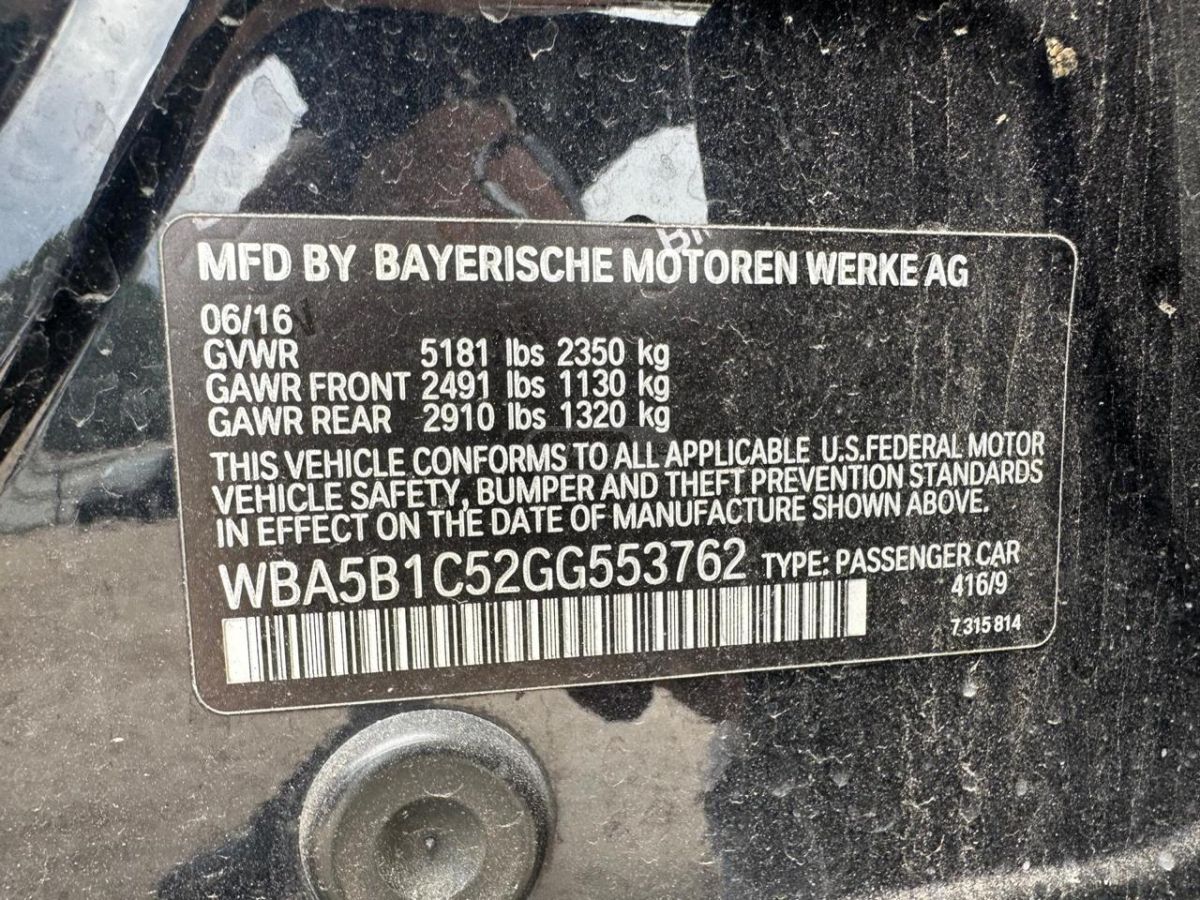 MFD BY BAYERISCHE MOTOREN WERKE AG
06/16
GVWR 5181 lbs 2350 kg
GAWR FRONT 2491 lbs 1130 kg
GAWR REAR 2910 lbs 1320 kg
THIS VEHICLE CONFORMS TO ALL APPLICABLE U.S.FEDERAL MOTOR
VEHICLE SAFETY, BUMPER AND THEFT PREVENTION STANDARDS
IN EFFECT ON THE DATE OF MANUFACTURE SHOWN ABOVE.
WBA5B1C52GG553762 TYPE: PASSENGER CAR
416/9
7 315 814